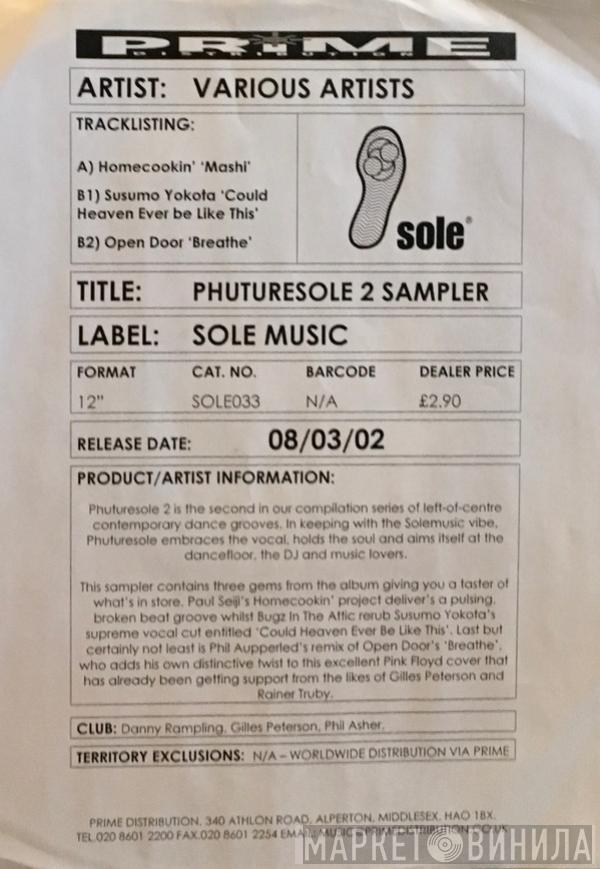 PRIME
DISTRIBUTION
ARTIST: VARIOUS ARTISTS
TRACKLISTING:
A) Homecookin' 'Mashi'
B1) Susumo Yokota 'Could
Heaven Ever be Like This'
B2) Open Door 'Breathe'
sole®
TITLE: PHUTURESOLE 2 SAMPLER
LABEL: SOLE MUSIC
FORMAT CAT. NO. BARCODE DEALER PRICE
12" SOLE033 N/A £2.90
RELEASE DATE: 08/03/02
PRODUCT/ARTIST INFORMATION:
Phuturesole 2 is the second in our compilation series of left-of-centre
contemporary dance grooves. In keeping with the Solemusic vibe,
Phuturesole embraces the vocal, holds the soul and aims itself at the
dancefloor, the DJ and music lovers.
This sampler contains three gems from the album giving you a taster of
what's in store. Paul Seiji's Homecookin' project deliver's a pulsing,
broken beat groove whilst Bugz In The Attic rerub Susumo Yokota's
supreme vocal cut entitled 'Could Heaven Ever Be Like This'. Last but
certainly not least is Phil Aupperled's remix of Open Door's 'Breathe',
who adds his own distinctive twist to this excellent Pink Floyd cover that
has already been getting support from the likes of Gilles Peterson and
Rainer Truby.
CLUB: Danny Rampling, Gilles Peterson, Phil Asher.
TERRITORY EXCLUSIONS: N/A – WORLDWIDE DISTRIBUTION VIA PRIME
PRIME DISTRIBUTION, 340 ATHLON ROAD, ALPERTON, MIDDLESEX, HAO 1BX.
TEL.020 8601 2200 FAX.020 8601 2254 EMAIL MUSIC@PRIMEDISTRIBUTION.CO.UK
МАРКЕТ ВИНИЛА